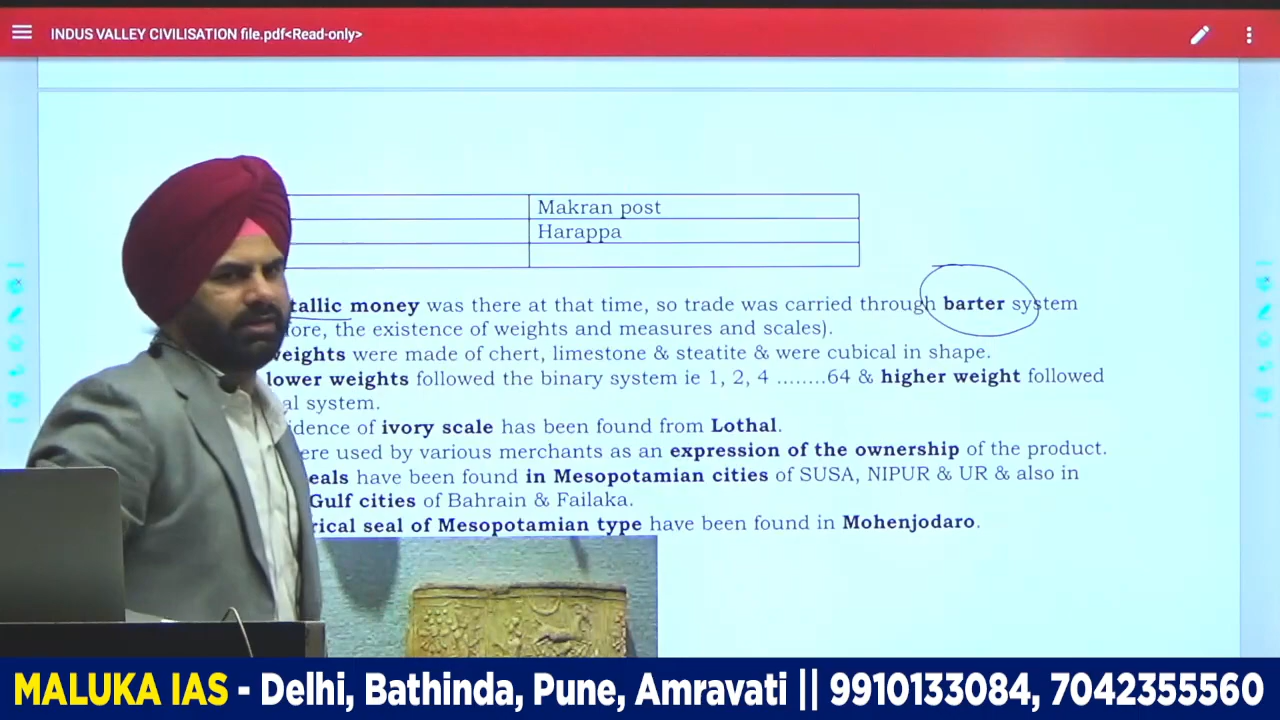 INDUS VALLEY CIVILISATION file.pdf<Read-only>
Makran post
Harappa
tallic money was there at that time, so trade was carried through barter system
fore, the existence of weights and measures and scales).
weights were made of chert, limestone & steatite & were cubical in shape.
lower weights followed the binary system ie 1, 2, 4 ........64 & higher weight followed
al system.
idence of ivory scale has been found from Lothal.
ere used by various merchants as an expression of the ownership of the product.
eals have been found in Mesopotamian cities of SUSA, NIPUR & UR & also in
Gulf cities of Bahrain & Failaka.
rical seal of Mesopotamian type have been found in Mohenjodaro.
MALUKA IAS - Delhi, Bathinda, Pune, Amravati || 9910133084, 7042355560